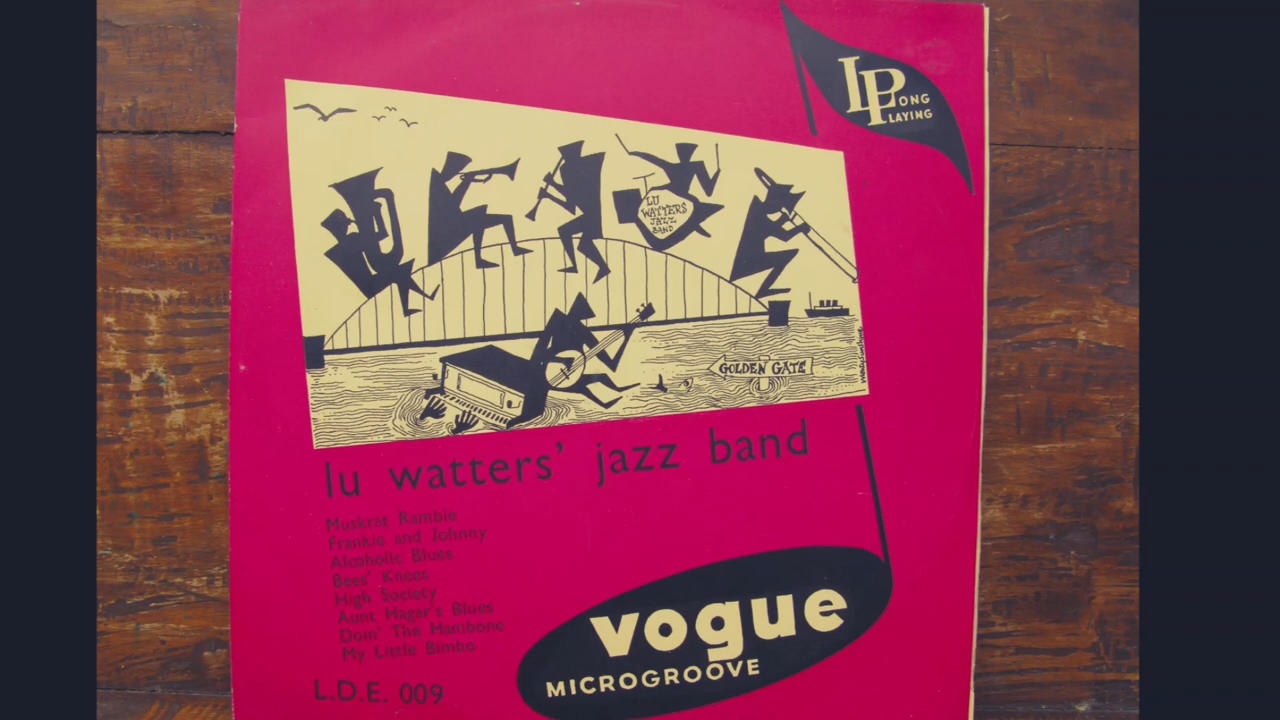 LP
LONG
PLAYING
LU
WATTERS
JAZZ
BAND
GOLDEN GATE
lu watters' jazz band
Muskrat Ramble
Frankie and Johnny
Alcoholic Blues
Bees' Knees
High Society
Aunt Hagar's Blues
Doin' The Hambone
My Little Bimbo
L.D.E. 009
vogue
MICROGROOVE